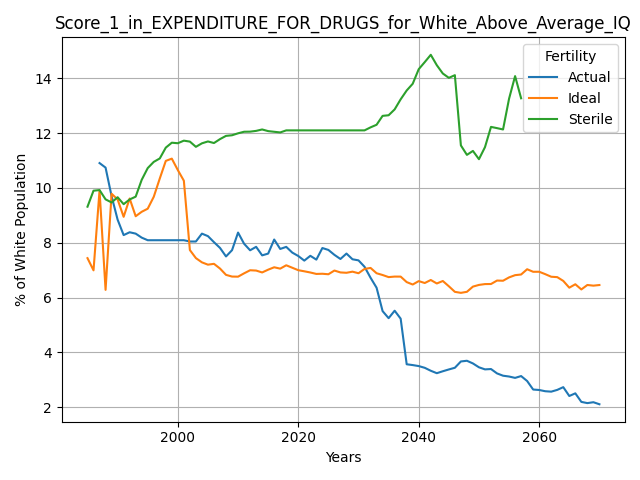 Score_1_in_EXPENDITURE_FOR_DRUGS_for_White_Above_Average_IQ
Fertility
Actual
Ideal
Sterile
% of White Population
14
12
10
8
6
4
2
2000
2020
2040
2060
Years